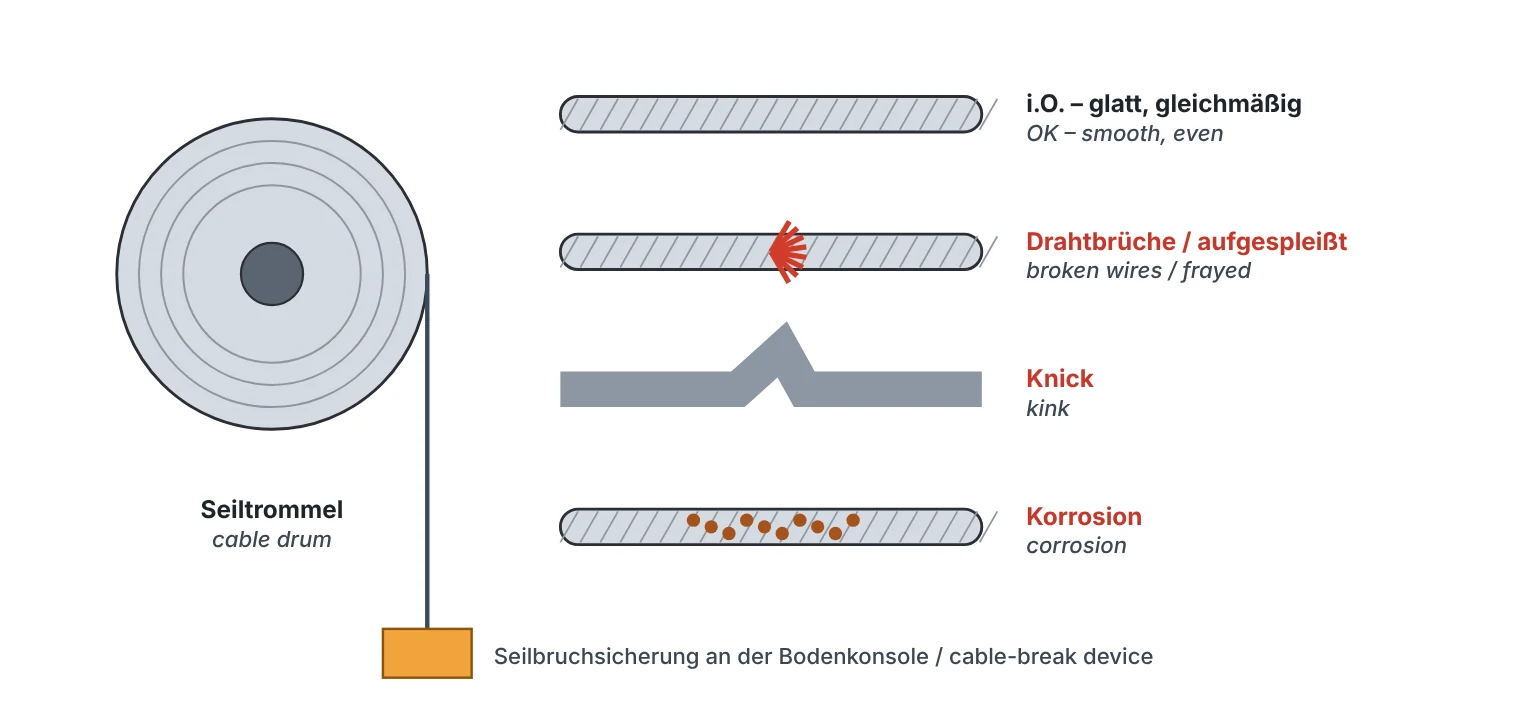 i.O. – glatt, gleichmäßig
OK – smooth, even
Drahtbrüche / aufgespleißt
broken wires / frayed
Knick
kink
Seiltrommel
cable drum
Korrosion
corrosion
Seilbruchsicherung an der Bodenkonsole / cable-break device